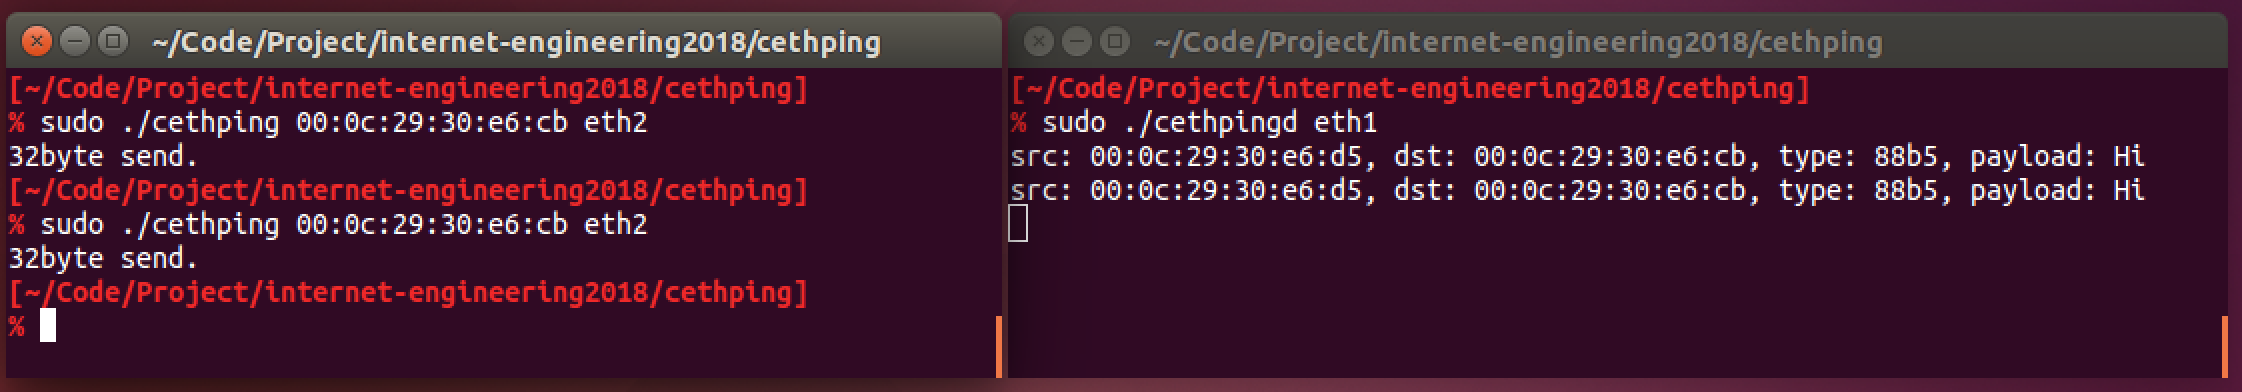 ~/Code/Project/internet-engineering2018/cethping
[~/Code/Project/internet-engineering2018/cethping]
% sudo ./cethping 00:0c:29:30:e6:cb eth2
32byte send.
[~/Code/Project/internet-engineering2018/cethping]
% sudo ./cethping 00:0c:29:30:e6:cb eth2
32byte send.
[~/Code/Project/internet-engineering2018/cethping]
%
~/Code/Project/internet-engineering2018/cethping
[~/Code/Project/internet-engineering2018/cethping]
% sudo ./cethpingd eth1
src: 00:0c:29:30:e6:d5, dst: 00:0c:29:30:e6:cb, type: 88b5, payload: Hi
src: 00:0c:29:30:e6:d5, dst: 00:0c:29:30:e6:cb, type: 88b5, payload: Hi